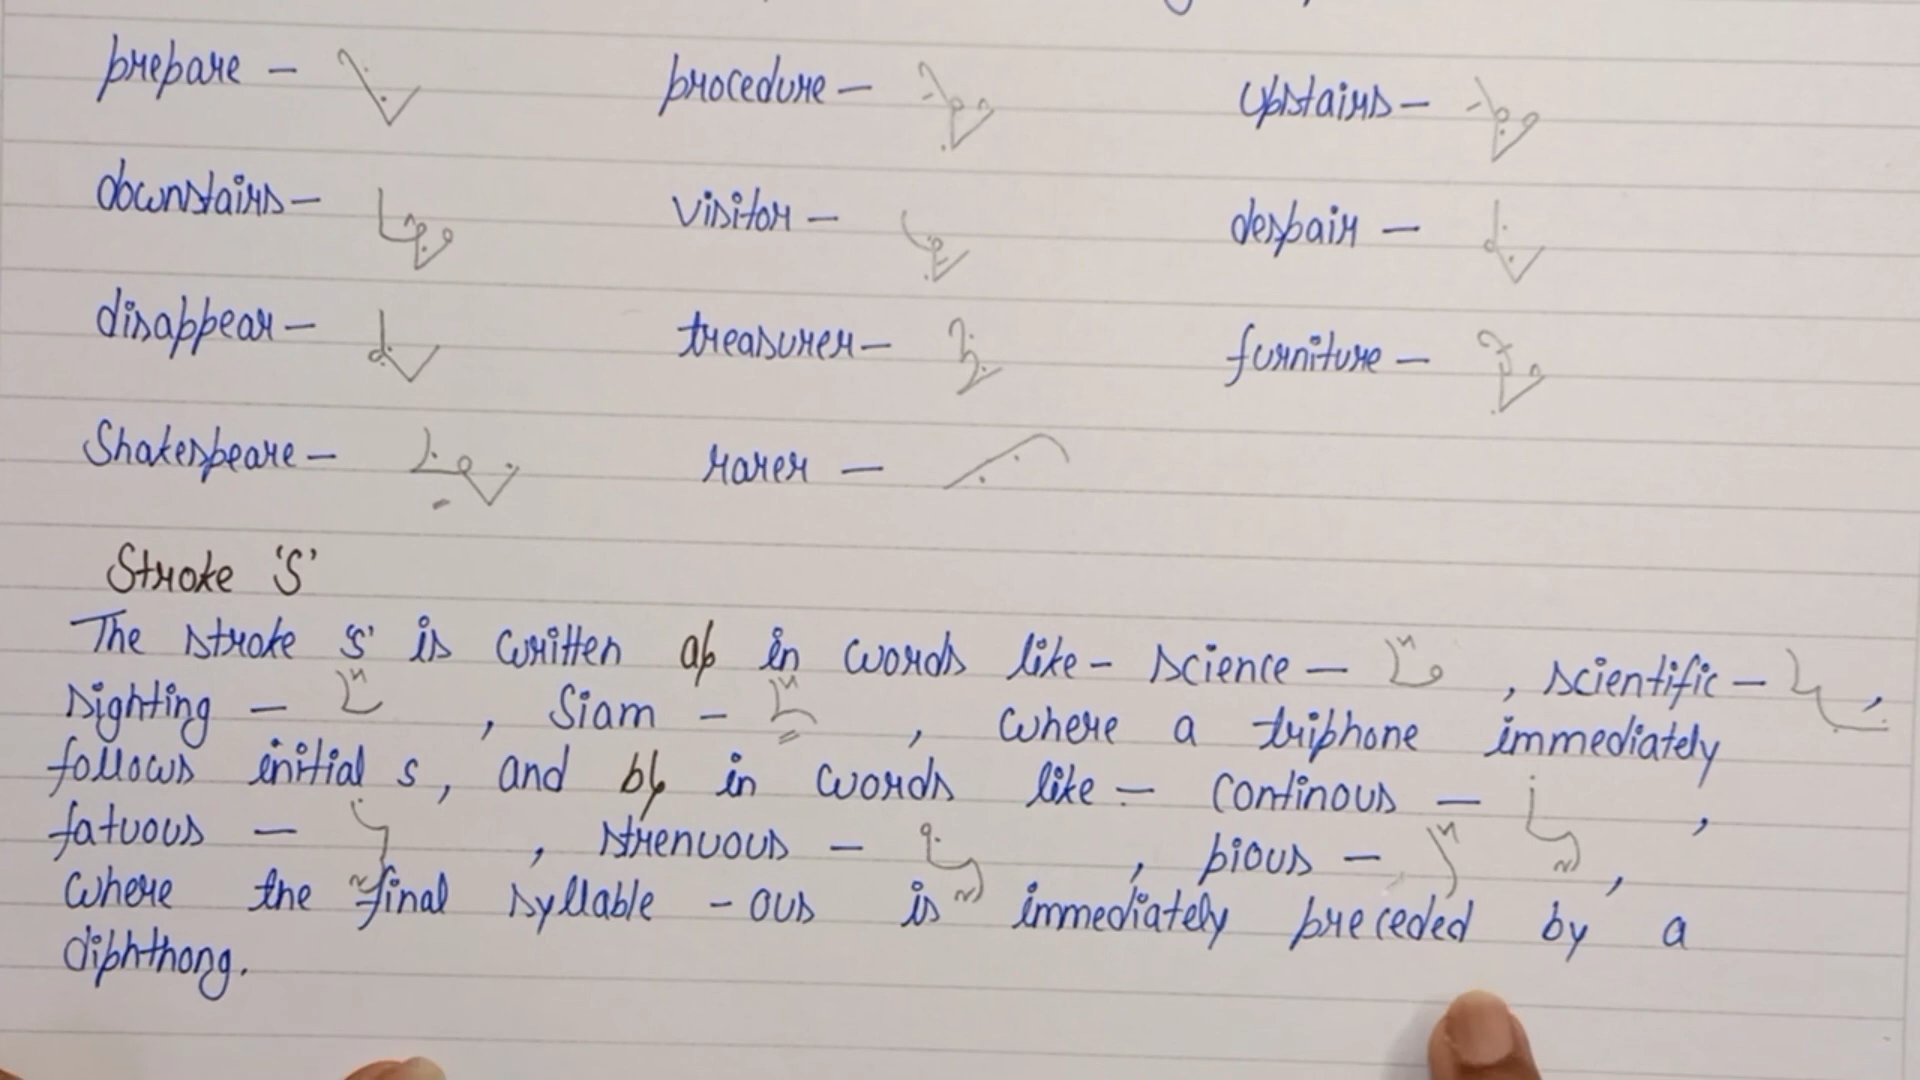 prepare – procedure – Upstairs –
downstairs – visitor – despair –
disappear – treasurer – furniture –
Shakespeare – rarer –
Stroke 'S'
The stroke 'S' is written a) in words like – science – , scientific – ,
sighting – , Siam – , where a triphone immediately
follows initial s, and b) in words like – continous – ,
fatuous – , strenuous – , pious – ,
where the final syllable – ous is immediately preceded by a
diphthong.